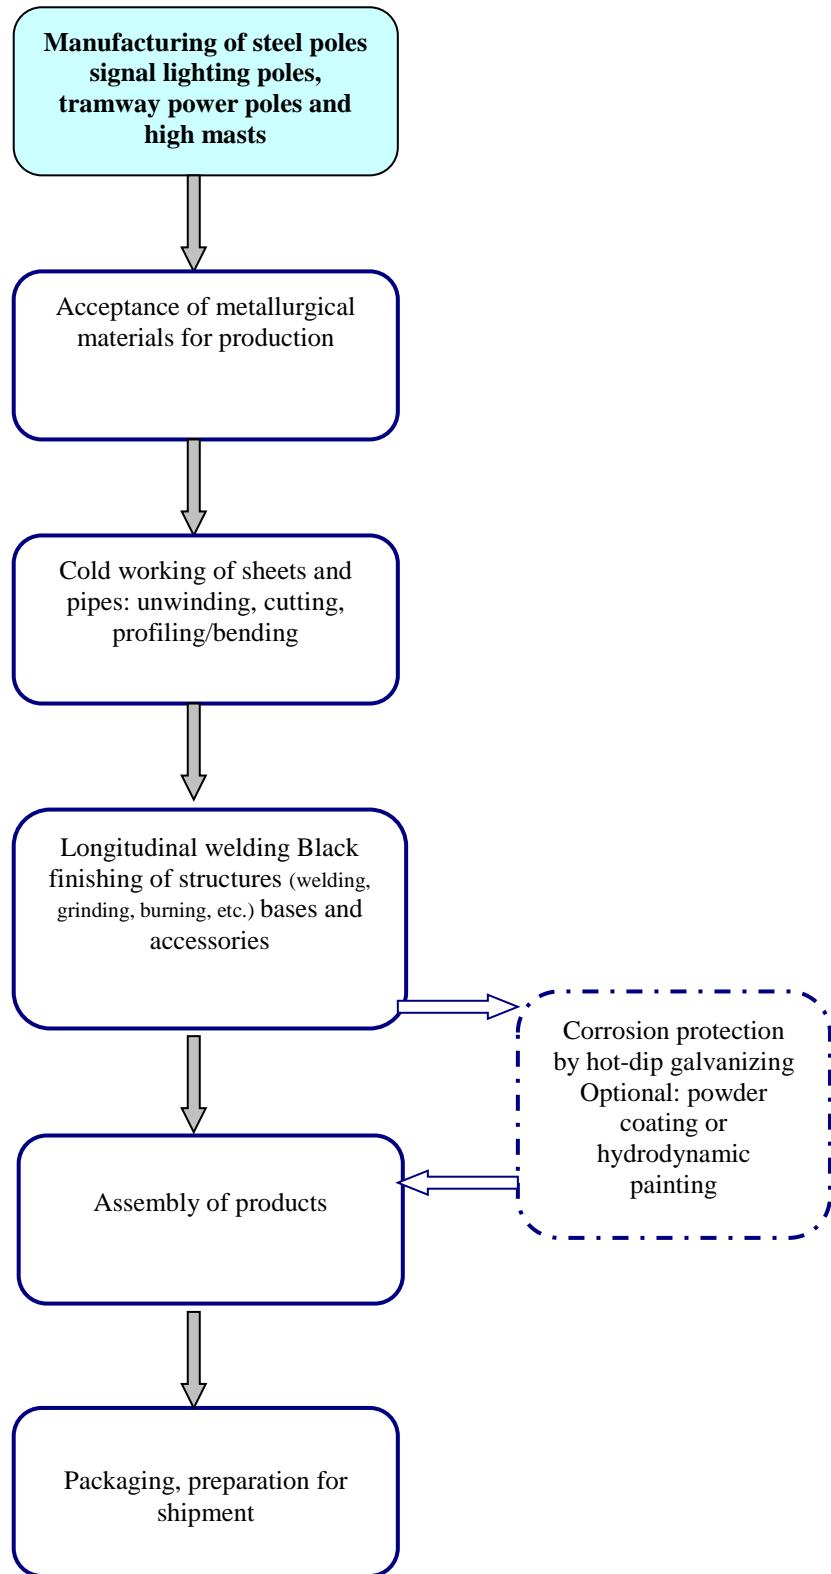 Manufacturing of steel poles
signal lighting poles,
tramway power poles and
high masts
Acceptance of metallurgical
materials for production
Cold working of sheets and
pipes: unwinding, cutting,
profiling/bending
Longitudinal welding Black
finishing of structures (welding,
grinding, burning, etc.) bases and
accessories
Corrosion protection
by hot-dip galvanizing
Optional: powder
coating or
hydrodynamic
painting
Assembly of products
Packaging, preparation for
shipment